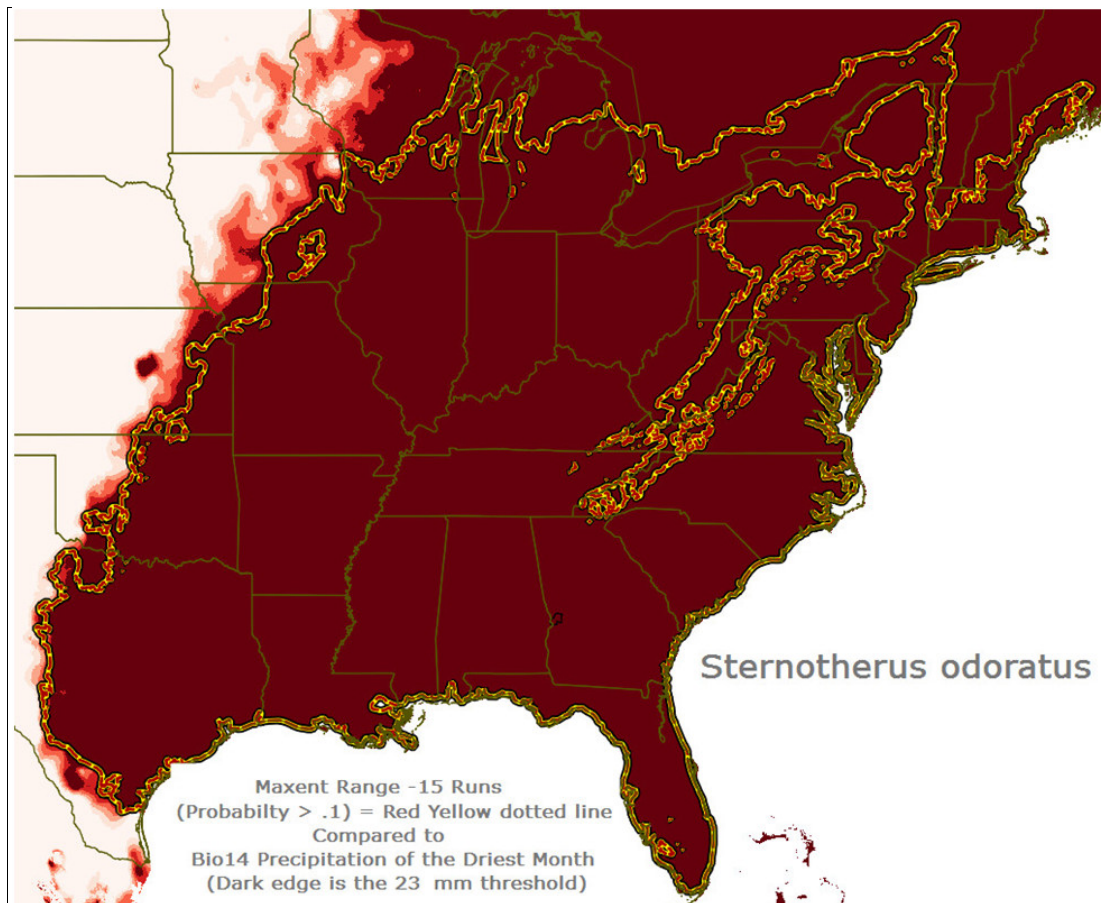 Sternotherus odoratus
Maxent Range -15 Runs
(Probabilty > .1) = Red Yellow dotted line
Compared to
Bio14 Precipitation of the Driest Month
(Dark edge is the 23 mm threshold)